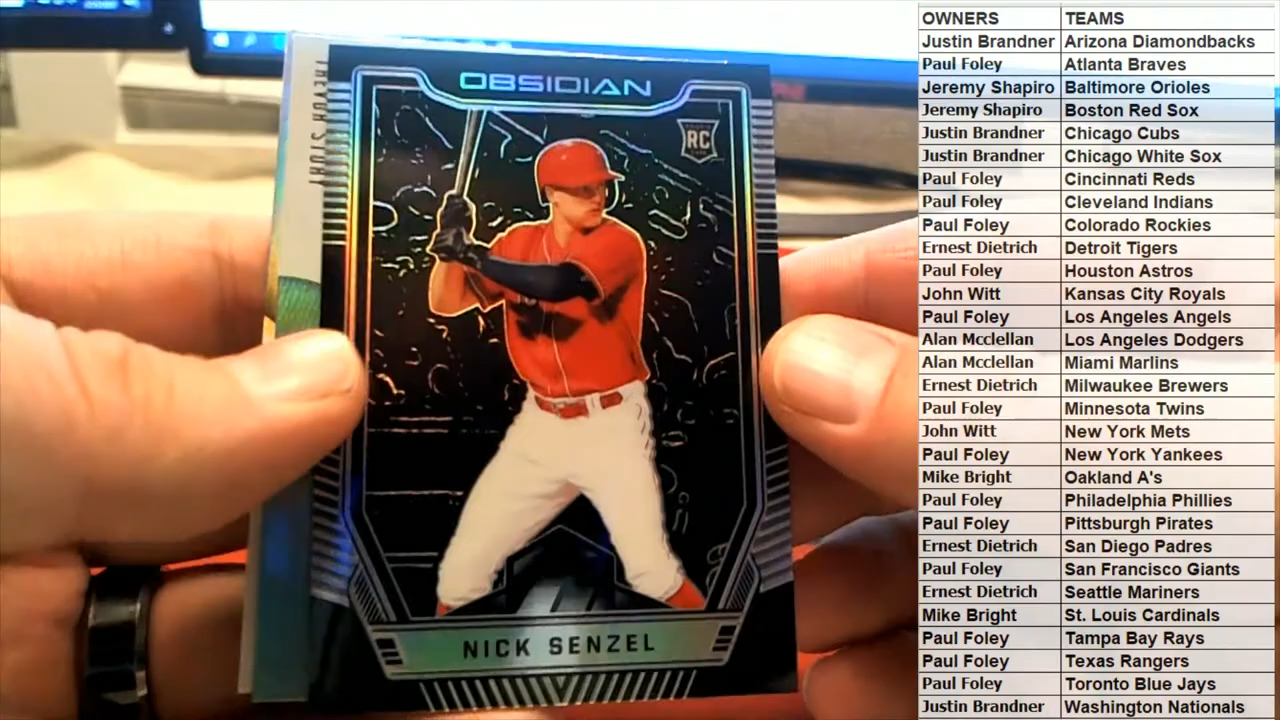 OBSIDIAN
RC
TREVOR STORY
NICK SENZEL
OWNERS TEAMS
Justin Brandner Arizona Diamondbacks
Paul Foley Atlanta Braves
Jeremy Shapiro Baltimore Orioles
Jeremy Shapiro Boston Red Sox
Justin Brandner Chicago Cubs
Justin Brandner Chicago White Sox
Paul Foley Cincinnati Reds
Paul Foley Cleveland Indians
Paul Foley Colorado Rockies
Ernest Dietrich Detroit Tigers
Paul Foley Houston Astros
John Witt Kansas City Royals
Paul Foley Los Angeles Angels
Alan Mcclellan Los Angeles Dodgers
Alan Mcclellan Miami Marlins
Ernest Dietrich Milwaukee Brewers
Paul Foley Minnesota Twins
John Witt New York Mets
Paul Foley New York Yankees
Mike Bright Oakland A's
Paul Foley Philadelphia Phillies
Paul Foley Pittsburgh Pirates
Ernest Dietrich San Diego Padres
Paul Foley San Francisco Giants
Ernest Dietrich Seattle Mariners
Mike Bright St. Louis Cardinals
Paul Foley Tampa Bay Rays
Paul Foley Texas Rangers
Paul Foley Toronto Blue Jays
Justin Brandner Washington Nationals